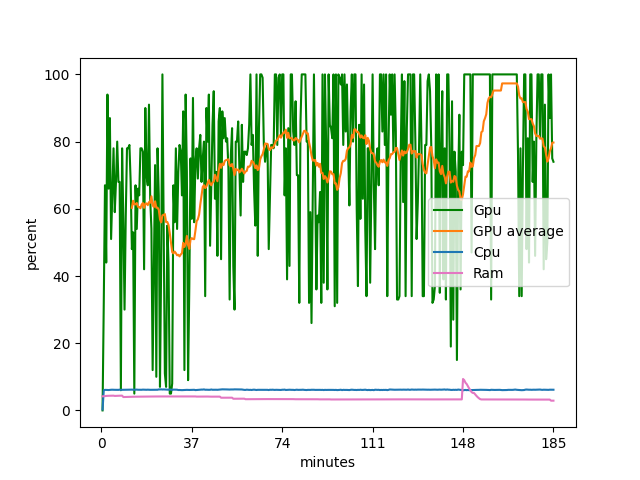 100
80
60
40
20
0
percent
Gpu
GPU average
Cpu
Ram
0 37 74 111 148 185
minutes